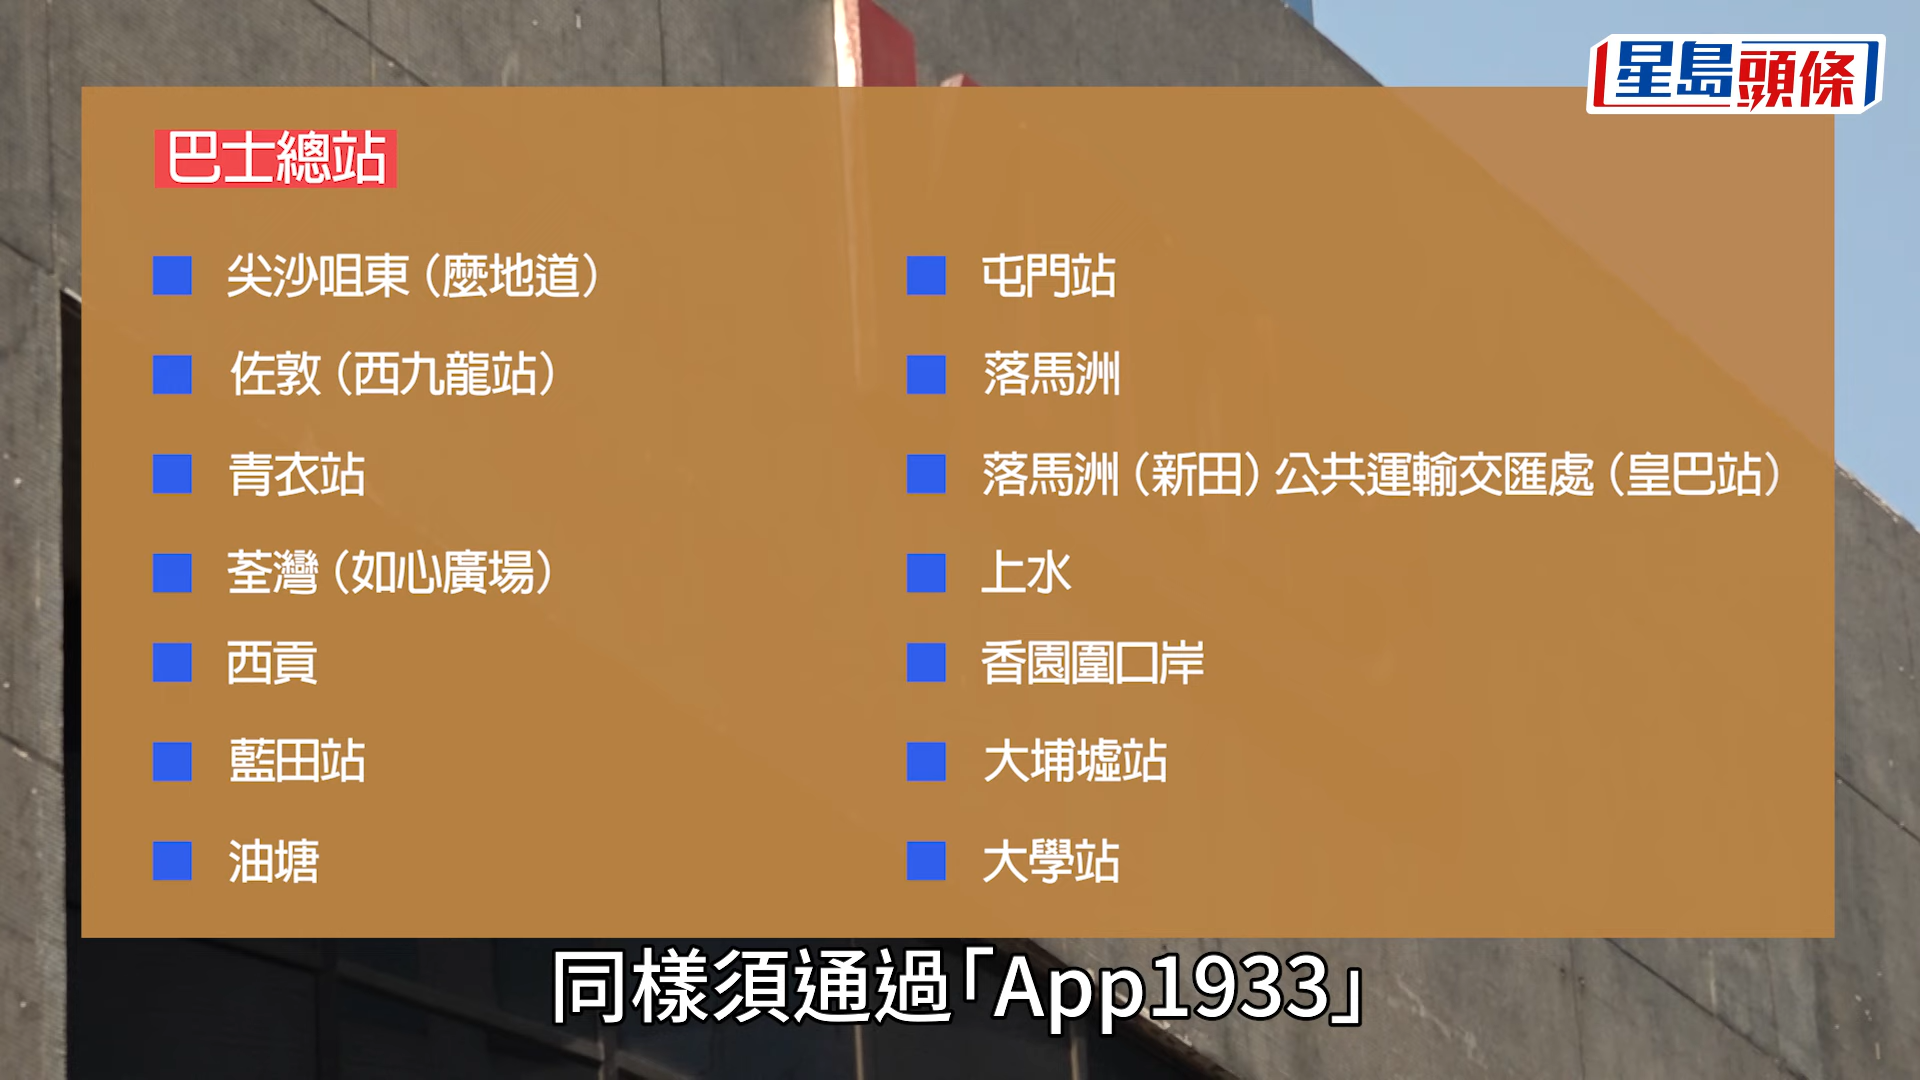 星島頭條
巴士總站
尖沙咀東（麼地道）
佐敦（西九龍站）
青衣站
荃灣（如心廣場）
西貢
藍田站
油塘
屯門站
落馬洲
落馬洲（新田）公共運輸交匯處（皇巴站）
上水
香園圍口岸
大埔墟站
大學站
同樣須通過「App1933」